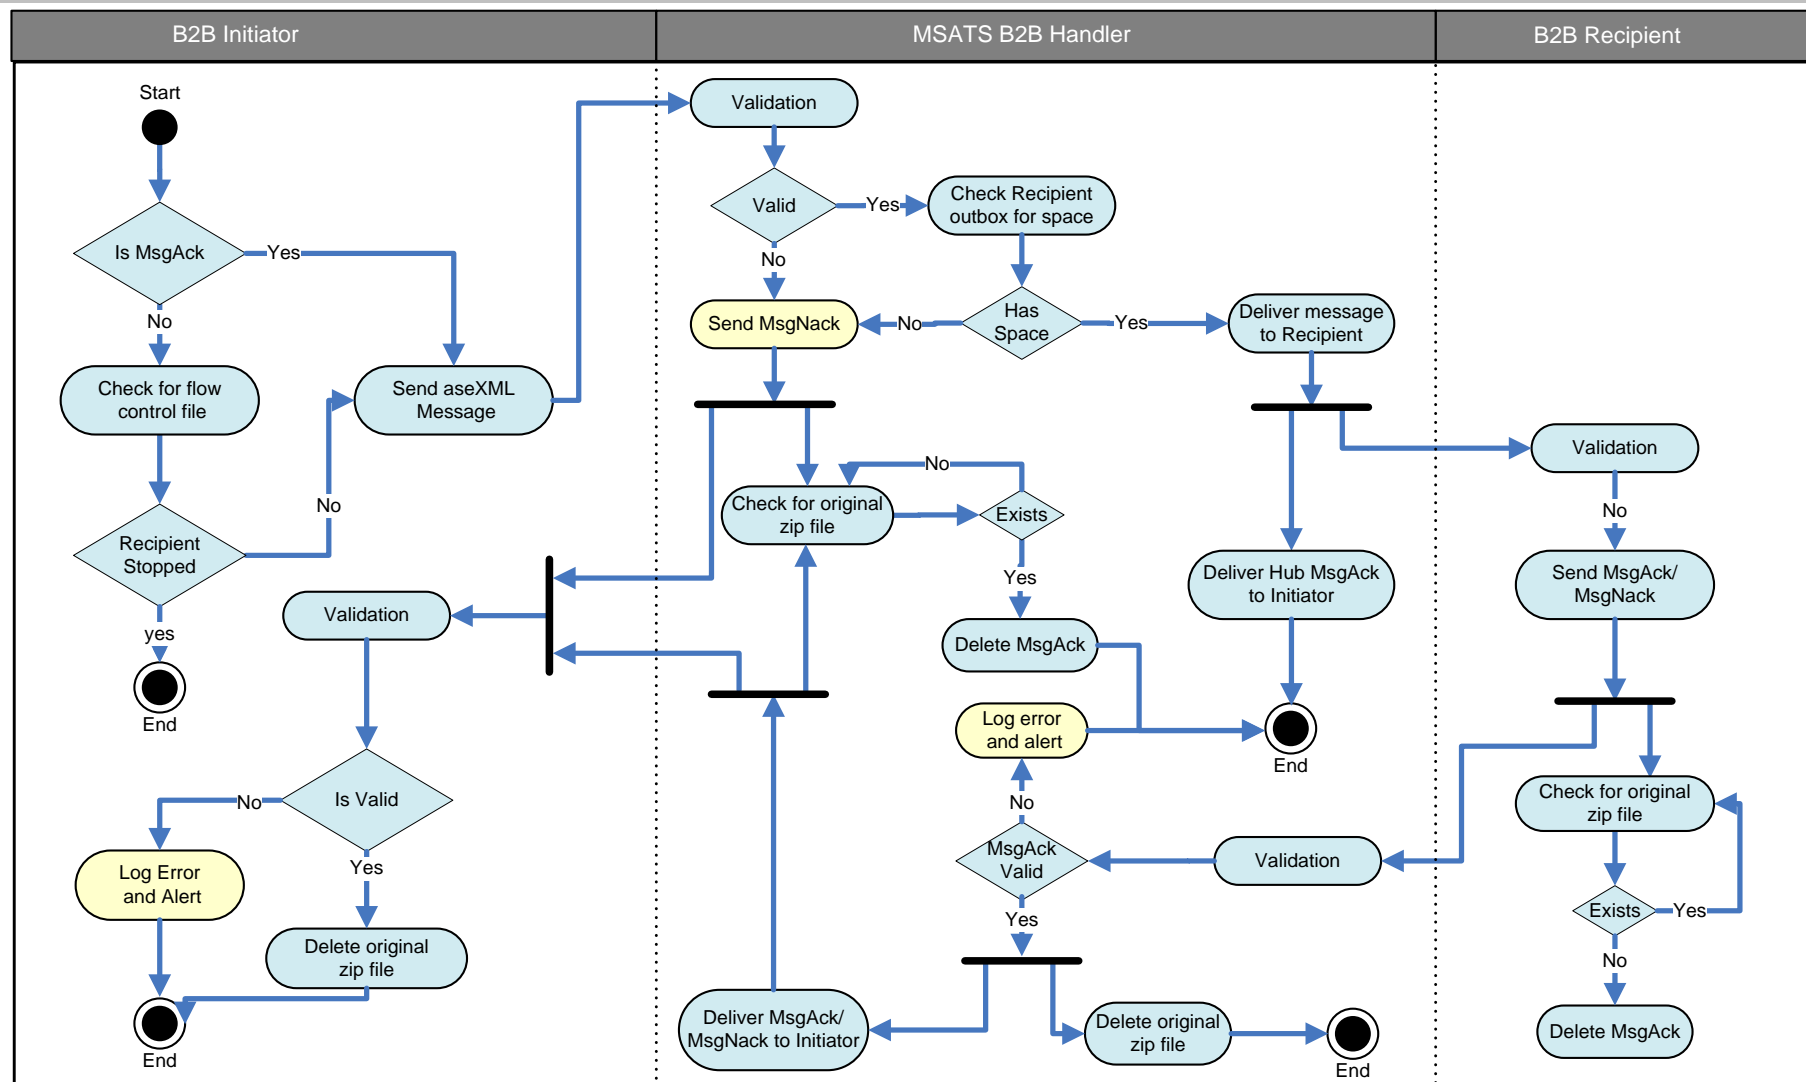 B2B Initiator
MSATS B2B Handler
B2B Recipient
Start
Is MsgAck
Yes
No
Check for flow
control file
Send aseXML
Message
No
Recipient
Stopped
yes
End
Validation
Is Valid
No
Yes
Log Error
and Alert
Delete original
zip file
End
Validation
Valid
Yes
Check Recipient
outbox for space
No
Send MsgNack
No
Has
Space
Yes
Deliver message
to Recipient
No
Check for original
zip file
Exists
Yes
Deliver Hub MsgAck
to Initiator
Delete MsgAck
Log error
and alert
End
No
MsgAck
Valid
Validation
Yes
Deliver MsgAck/
MsgNack to Initiator
Delete original
zip file
End
Validation
No
Send MsgAck/
MsgNack
Check for original
zip file
Exists
Yes
No
Delete MsgAck